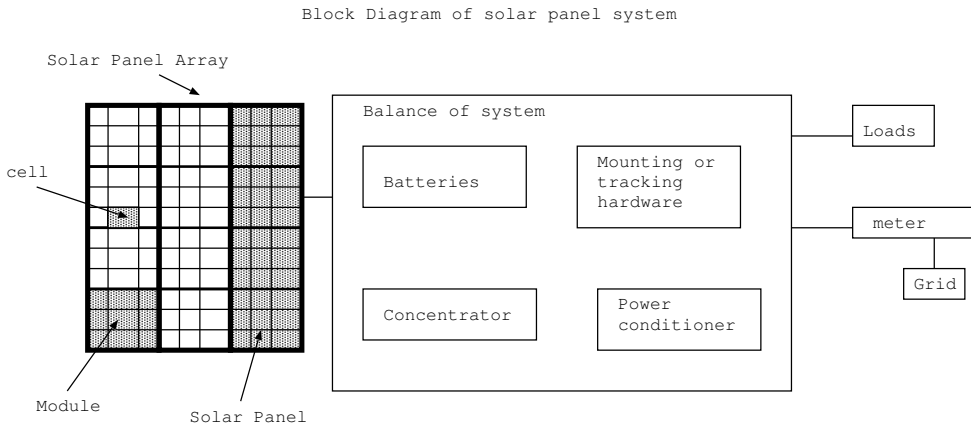 Block Diagram of solar panel system
Solar Panel Array
cell
Module
Solar Panel
Balance of system
Batteries
Mounting or
tracking
hardware
Concentrator
Power
conditioner
Loads
meter
Grid